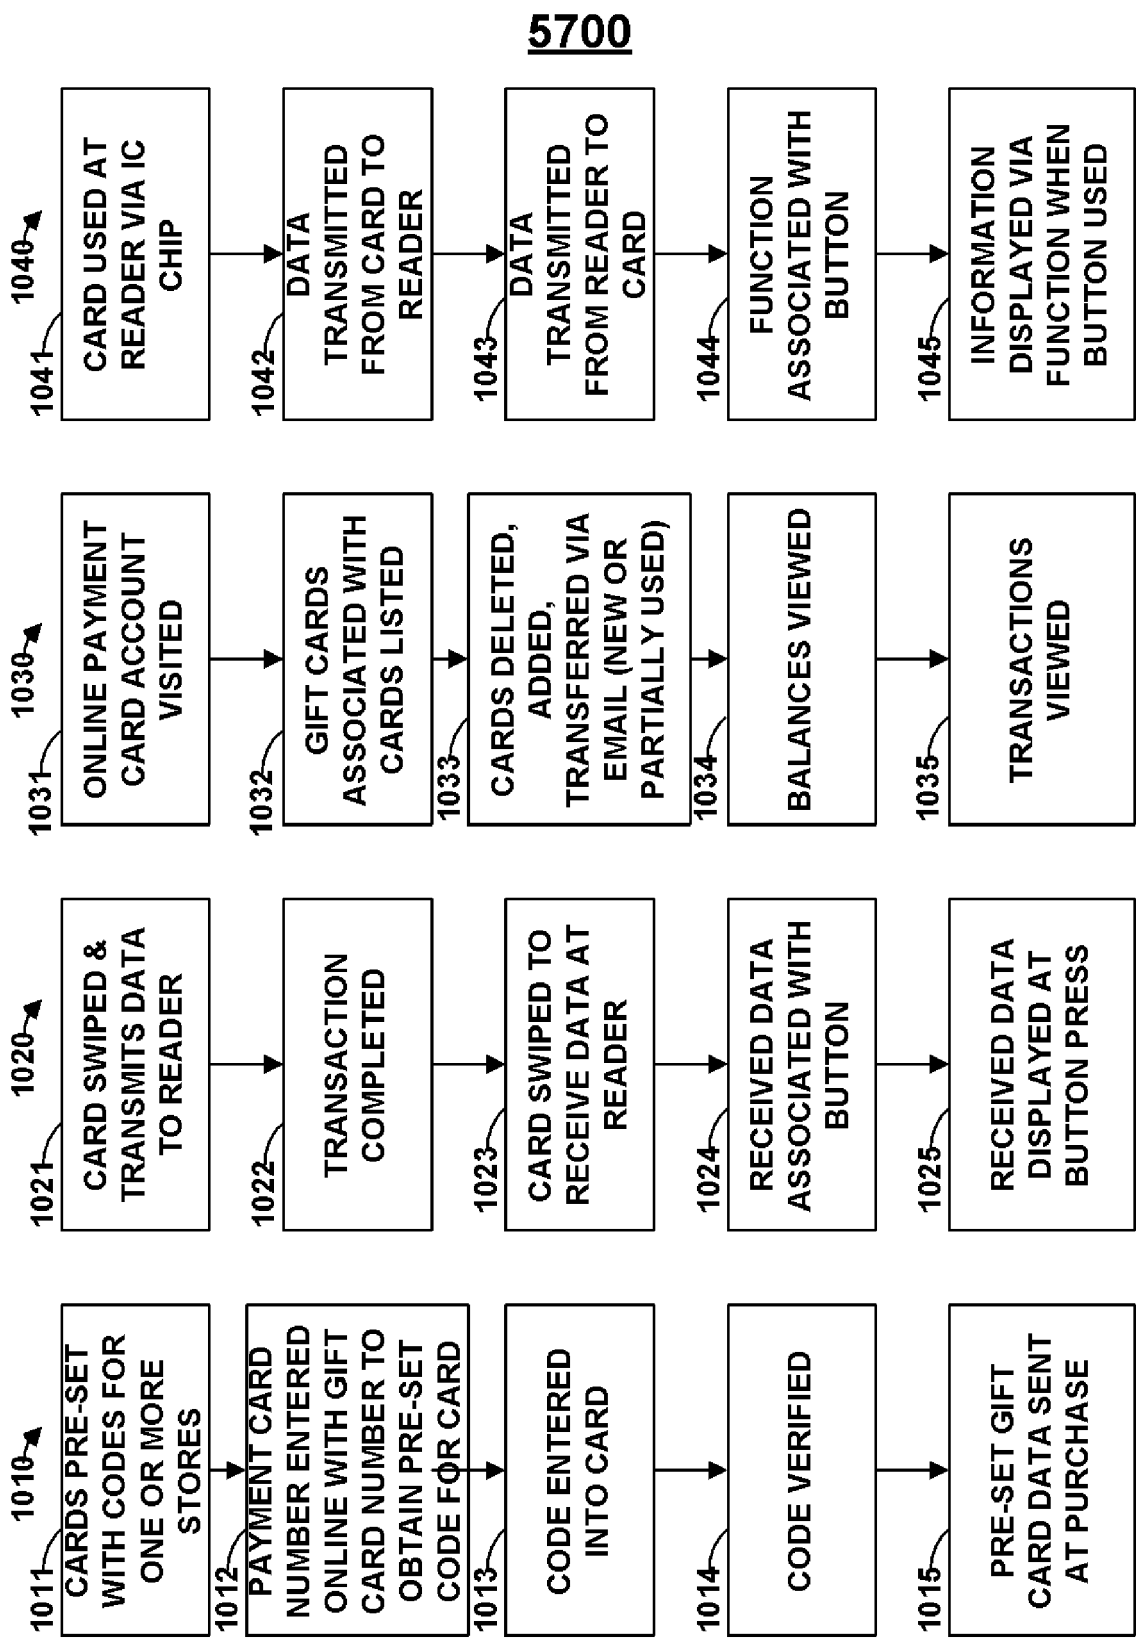 5700
1010
1011
CARDS PRE-SET
WITH CODES FOR
ONE OR MORE
STORES
1012
PAYMENT CARD
NUMBER ENTERED
ONLINE WITH GIFT
CARD NUMBER TO
OBTAIN PRE-SET
CODE FOR CARD
1013
CODE ENTERED
INTO CARD
1014
CODE VERIFIED
1015
PRE-SET GIFT
CARD DATA SENT
AT PURCHASE
1020
1021
CARD SWIPED &
TRANSMITS DATA
TO READER
1022
TRANSACTION
COMPLETED
1023
CARD SWIPED TO
RECEIVE DATA AT
READER
1024
RECEIVED DATA
ASSOCIATED WITH
BUTTON
1025
RECEIVED DATA
DISPLAYED AT
BUTTON PRESS
1030
1031
ONLINE PAYMENT
CARD ACCOUNT
VISITED
1032
GIFT CARDS
ASSOCIATED WITH
CARDS LISTED
1033
CARDS DELETED,
ADDED,
TRANSFERRED VIA
EMAIL (NEW OR
PARTIALLY USED)
1034
BALANCES VIEWED
1035
TRANSACTIONS
VIEWED
1040
1041
CARD USED AT
READER VIA IC
CHIP
1042
DATA
TRANSMITTED
FROM CARD TO
READER
1043
DATA
TRANSMITTED
FROM READER TO
CARD
1044
FUNCTION
ASSOCIATED WITH
BUTTON
1045
INFORMATION
DISPLAYED VIA
FUNCTION WHEN
BUTTON USED